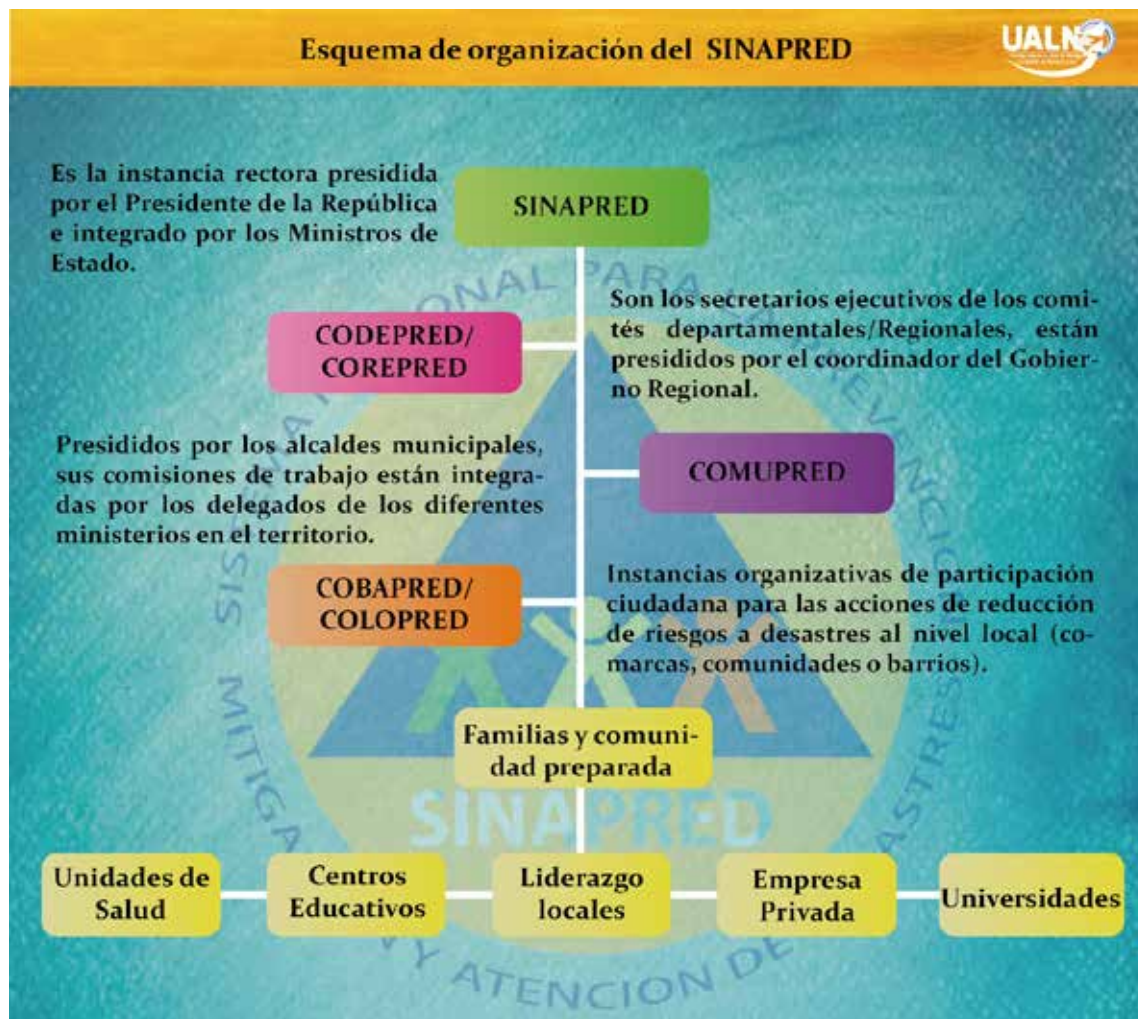 Esquema de organización del SINAPRED
UALN
Es la instancia rectora presidida
por el Presidente de la República
e integrado por los Ministros de
Estado.
SINAPRED
CODEPRED/
COREPRED
Son los secretarios ejecutivos de los comi-
tés departamentales/Regionales, están
presididos por el coordinador del Gobier-
no Regional.
Presididos por los alcaldes municipales,
sus comisiones de trabajo están integra-
das por los delegados de los diferentes
ministerios en el territorio.
COMUPRED
COBAPRED/
COLOPRED
Instancias organizativas de participación
ciudadana para las acciones de reducción
de riesgos a desastres al nivel local (co-
marcas, comunidades o barrios).
Familias y comuni-
dad preparada
SINAPRED
Unidades de
Salud
Centros
Educativos
Liderazgo
locales
Empresa
Privada
Universidades
MITIGA
Y ATENCION DE